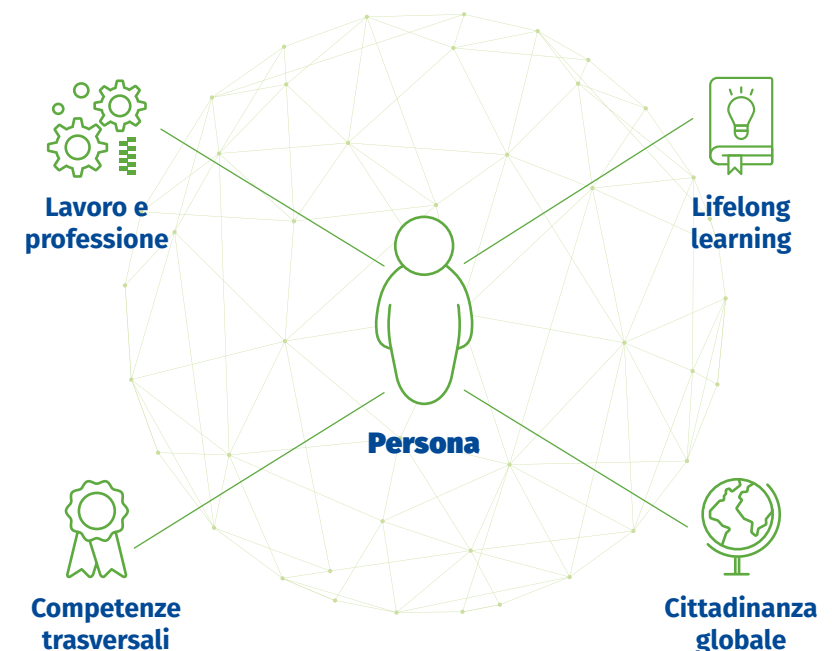 Lavoro e
professione
Lifelong
learning
Persona
Competenze
trasversali
Cittadinanza
globale